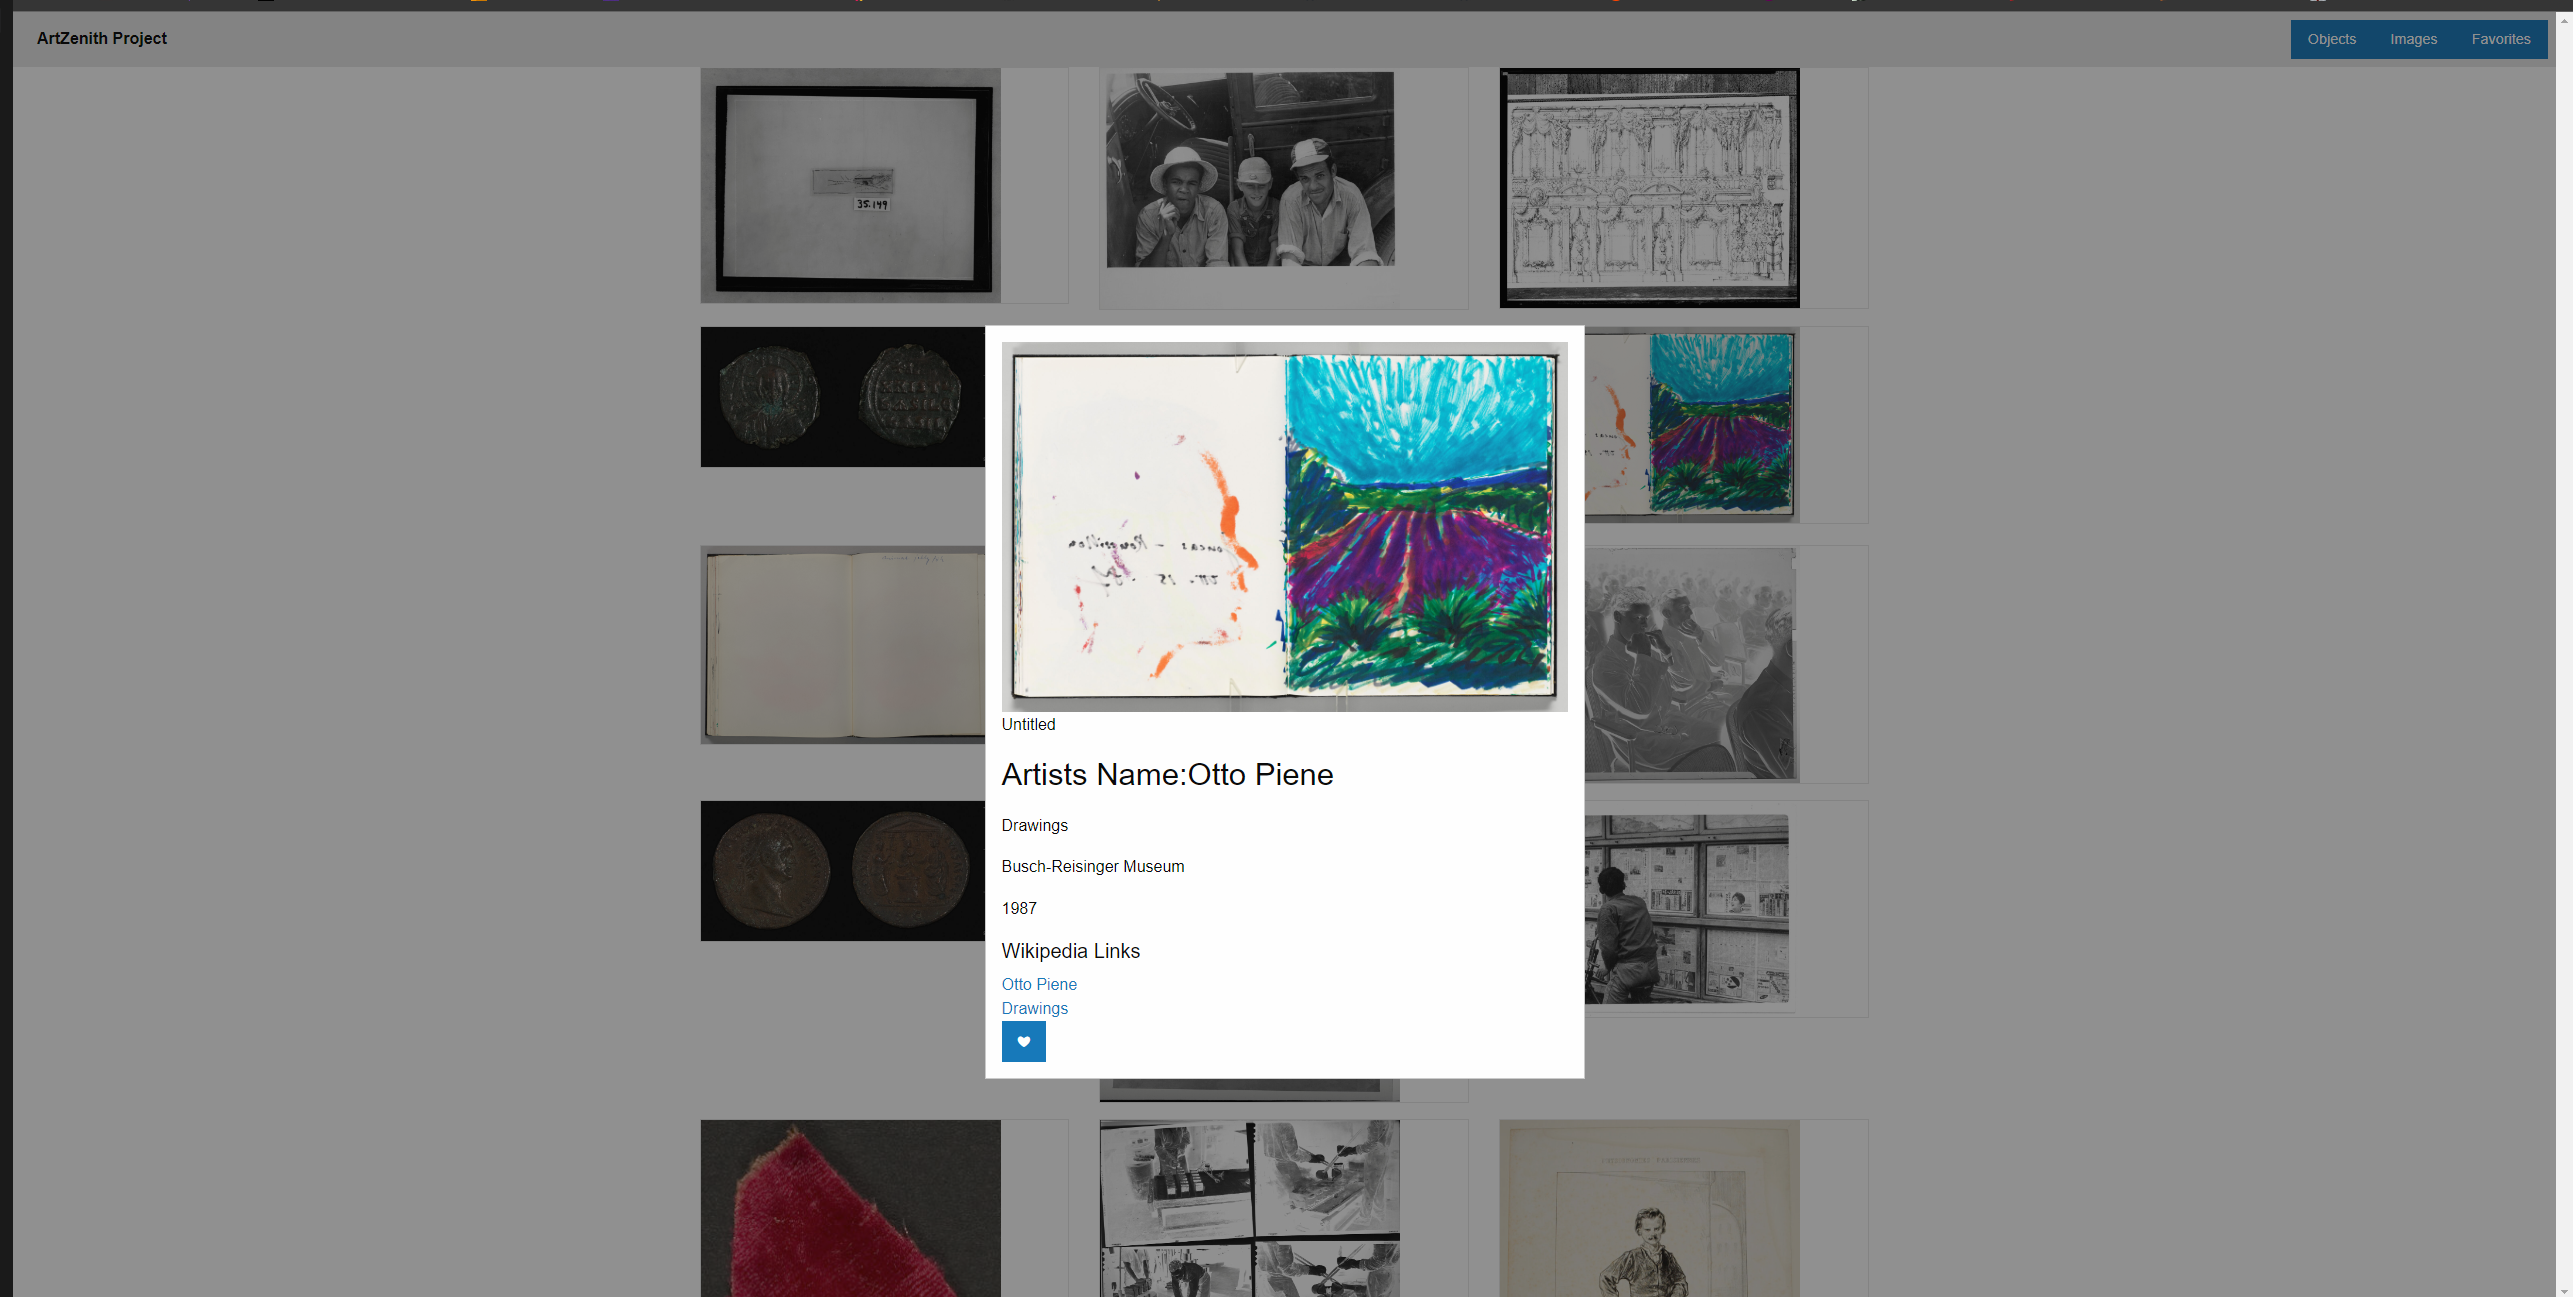 ArtZenith Project
Objects Images Favorites
35.149
Untitled
Artists Name:Otto Piene
Drawings
Busch-Reisinger Museum
1987
Wikipedia Links
Otto Piene
Drawings